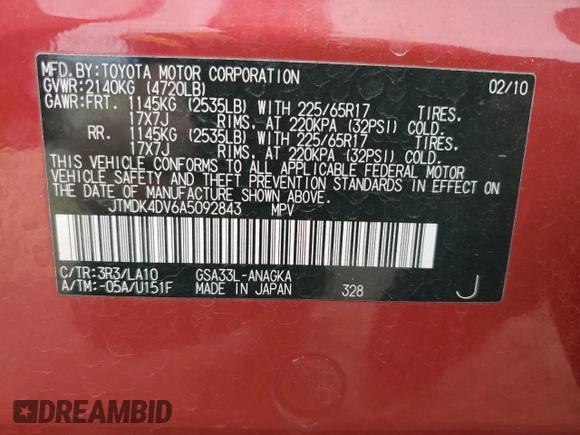 MFD.BY:TOYOTA MOTOR CORPORATION 02/10
GVWR:2140KG (4720LB)
GAWR:FRT. 1145KG (2535LB) WITH 225/65R17 TIRES,
17X7J RIMS, AT 220KPA (32PSI) COLD.
RR. 1145KG (2535LB) WITH 225/65R17 TIRES,
17X7J RIMS, AT 220KPA (32PSI) COLD.
THIS VEHICLE CONFORMS TO ALL APPLICABLE FEDERAL MOTOR
VEHICLE SAFETY AND THEFT PREVENTION STANDARDS IN EFFECT ON
THE DATE OF MANUFACTURE SHOWN ABOVE.
JTMDK4DV6A5092843 MPV
C/TR:3R3/LA10 GSA33L-ANAGKA
A/TM:-05A/U151F MADE IN JAPAN 328 J
DREAMBID